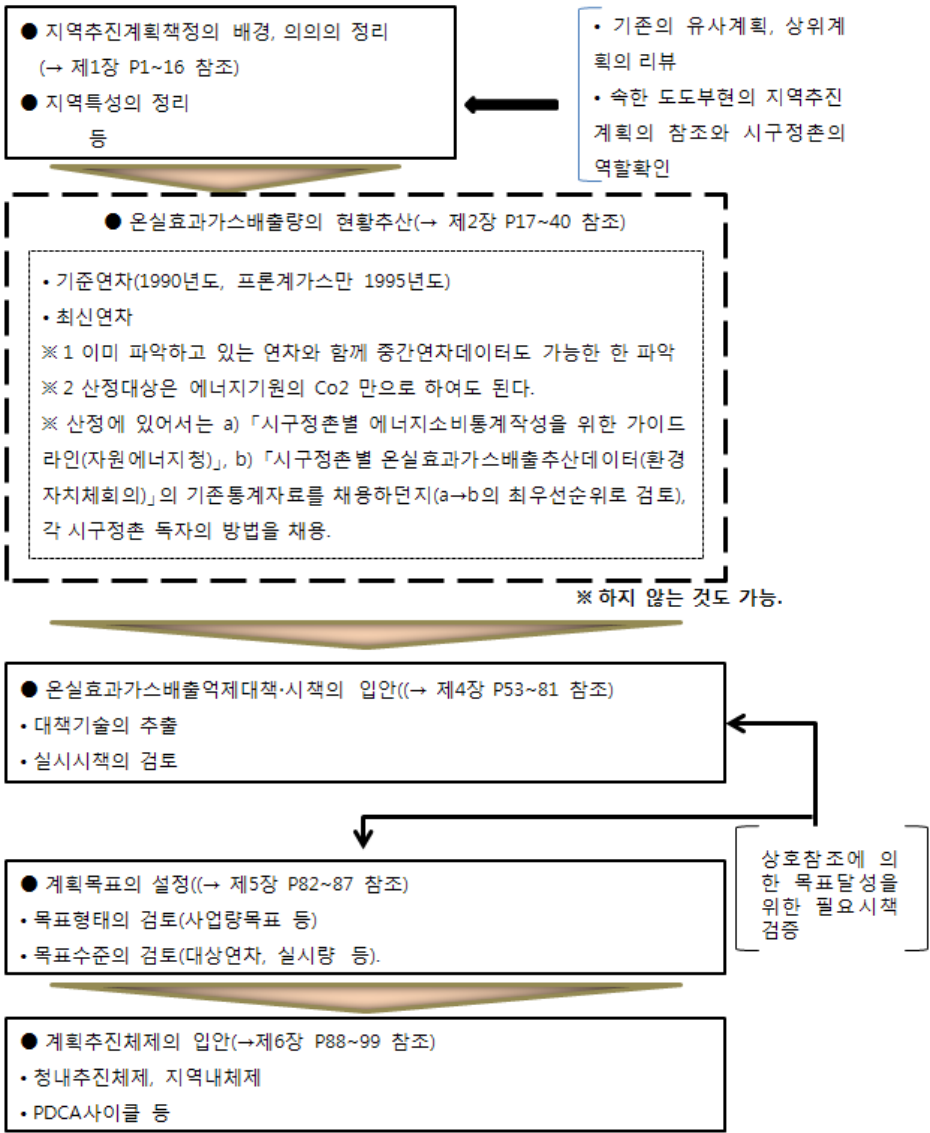 ● 지역추진계획책정의 배경, 의의의 정리
(→ 제1장 P1~16 참조)
● 지역특성의 정리
등
• 기존의 유사계획, 상위계
획의 리뷰
• 속한 도도부현의 지역추진
계획의 참조와 시구정촌의
역할확인
● 온실효과가스배출량의 현황추산(→ 제2장 P17~40 참조)
• 기준연차(1990년도, 프론계가스만 1995년도)
• 최신연차
※ 1 이미 파악하고 있는 연차와 함께 중간연차데이터도 가능한 한 파악
※ 2 산정대상은 에너지기원의 Co2 만으로 하여도 된다.
※ 산정에 있어서는 a) 「시구정촌별 에너지소비통계작성을 위한 가이드
라인(자원에너지청)」, b) 「시구정촌별 온실효과가스배출추산데이터(환경
자치체회의)」의 기존통계자료를 채용하던지(a→b의 최우선순위로 검토),
각 시구정촌 독자의 방법을 채용.
※ 하지 않는 것도 가능.
● 온실효과가스배출억제대책·시책의 입안((→ 제4장 P53~81 참조)
• 대책기술의 추출
• 실시시책의 검토
상호참조에 의
한 목표달성을
위한 필요시책
검증
● 계획목표의 설정((→ 제5장 P82~87 참조)
• 목표형태의 검토(사업량목표 등)
• 목표수준의 검토(대상연차, 실시량 등).
● 계획추진체제의 입안(→제6장 P88~99 참조)
• 청내추진체제, 지역내체제
• PDCA사이클 등